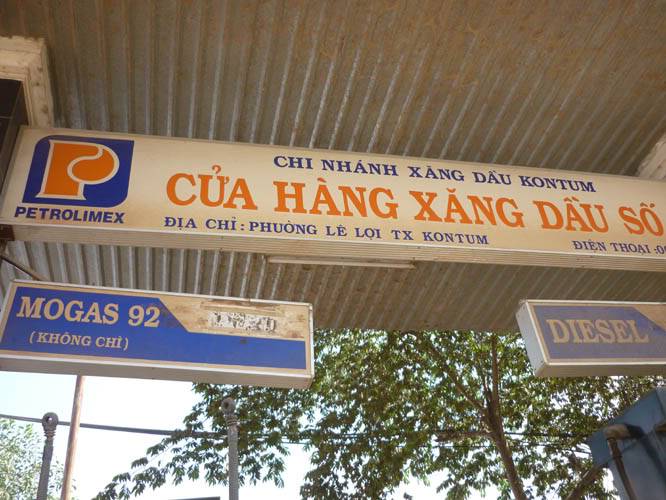 CHI NHÁNH XĂNG DẦU KONTUM
CỬA HÀNG XĂNG DẦU SỐ
PETROLIMEX
ĐỊA CHỈ : PHƯỜNG LÊ LỢI TX KONTUM
ĐIỆN THOẠI :0
MOGAS 92
(KHÔNG CHÌ)
DIESEL